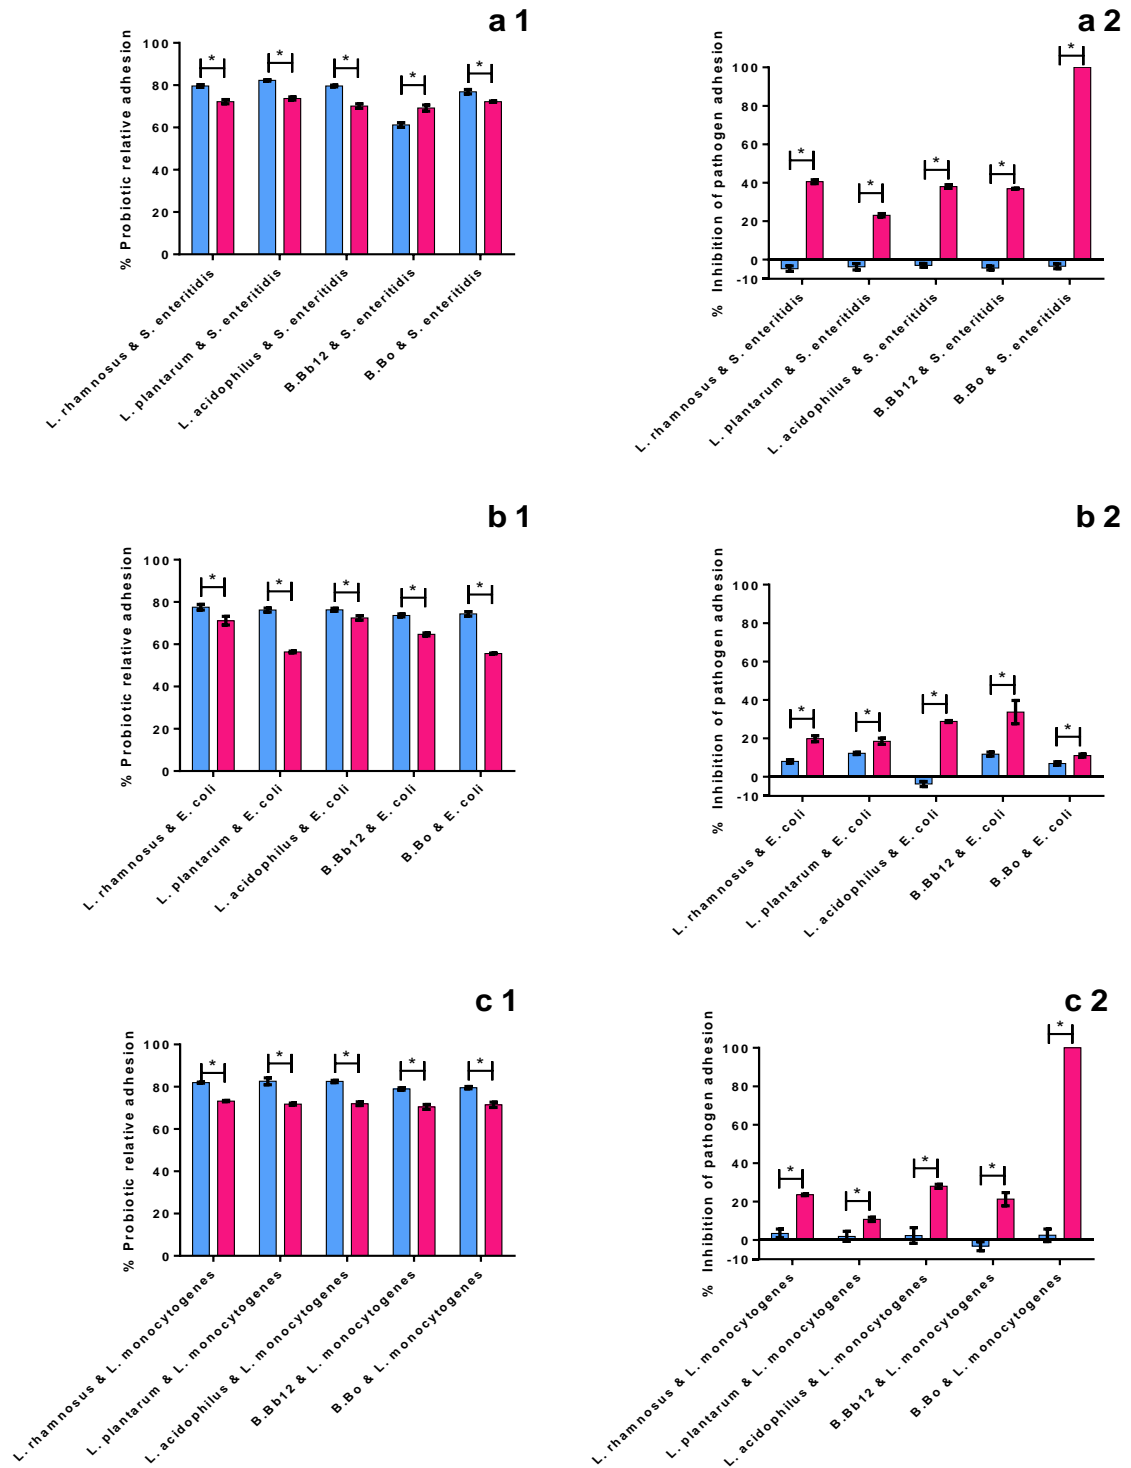 a 1
% Probiotic relative adhesion
100
80
60
40
20
0
*
*
*
*
*
L. rhamnosus & S. enteritidis
L. plantarum & S. enteritidis
L. acidophilus & S. enteritidis
B.Bb12 & S. enteritidis
B.Bo & S. enteritidis
a 2
% Inhibition of pathogen adhesion
100
80
60
40
20
0
-10
*
*
*
*
*
L. rhamnosus & S. enteritidis
L. plantarum & S. enteritidis
L. acidophilus & S. enteritidis
B.Bb12 & S. enteritidis
B.Bo & S. enteritidis
b 1
% Probiotic relative adhesion
100
80
60
40
20
0
*
*
*
*
*
L. rhamnosus & E. coli
L. plantarum & E. coli
L. acidophilus & E. coli
B.Bb12 & E. coli
B.Bo & E. coli
b 2
% Inhibition of pathogen adhesion
100
80
60
40
20
0
-10
*
*
*
*
*
L. rhamnosus & E. coli
L. plantarum & E. coli
L. acidophilus & E. coli
B.Bb12 & E. coli
B.Bo & E. coli
c 1
% Probiotic relative adhesion
100
80
60
40
20
0
*
*
*
*
*
L. rhamnosus & L. monocytogenes
L. plantarum & L. monocytogenes
L. acidophilus & L. monocytogenes
B.Bb12 & L. monocytogenes
B.Bo & L. monocytogenes
c 2
% Inhibition of pathogen adhesion
100
80
60
40
20
0
-10
*
*
*
*
*
L. rhamnosus & L. monocytogenes
L. plantarum & L. monocytogenes
L. acidophilus & L. monocytogenes
B.Bb12 & L. monocytogenes
B.Bo & L. monocytogenes